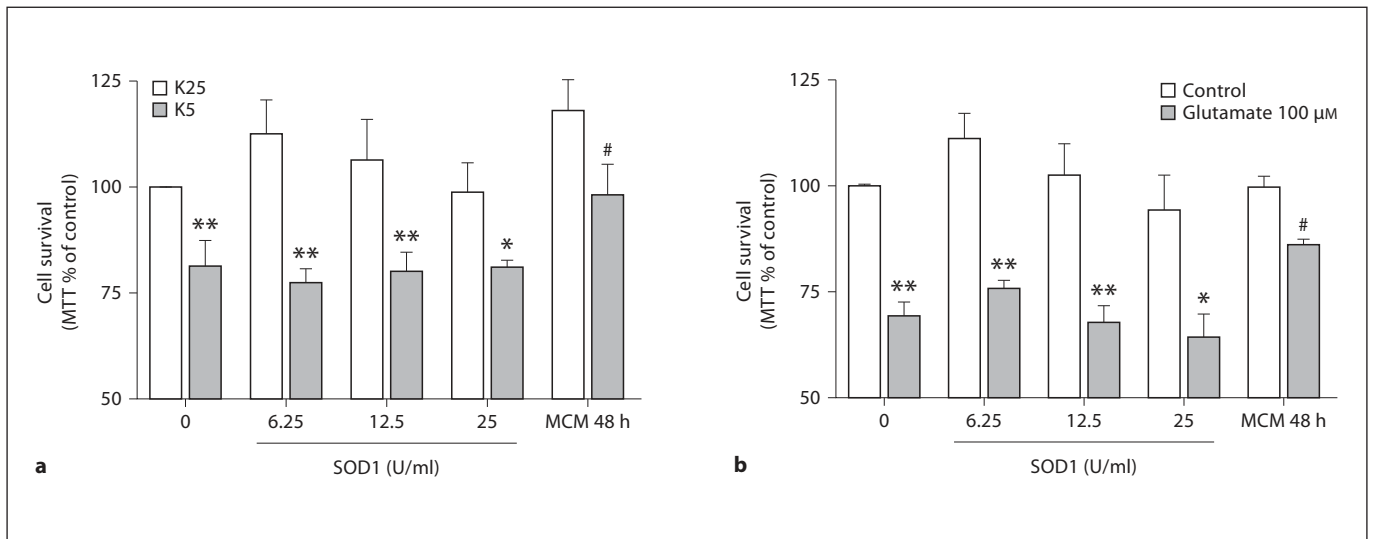 125
100
75
50
Cell survival
(MTT % of control)
K25
K5
**
**
**
*
#
0
6.25
12.5
25
MCM 48 h
SOD1 (U/ml)
a
125
100
75
50
Cell survival
(MTT % of control)
Control
Glutamate 100 µM
**
**
**
*
#
0
6.25
12.5
25
MCM 48 h
SOD1 (U/ml)
b